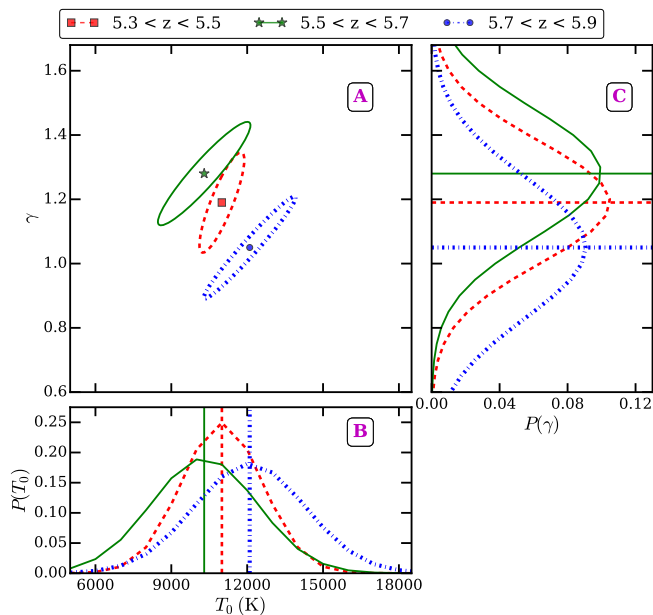 5.3 < z < 5.5
5.5 < z < 5.7
5.7 < z < 5.9
A
C
B
1.6
1.4
1.2
1.0
0.8
0.6
γ
0.00 0.04 0.08 0.12
P(γ)
0.25
0.20
0.15
0.10
0.05
0.00
P(T₀)
6000 9000 12000 15000 18000
T₀ (K)